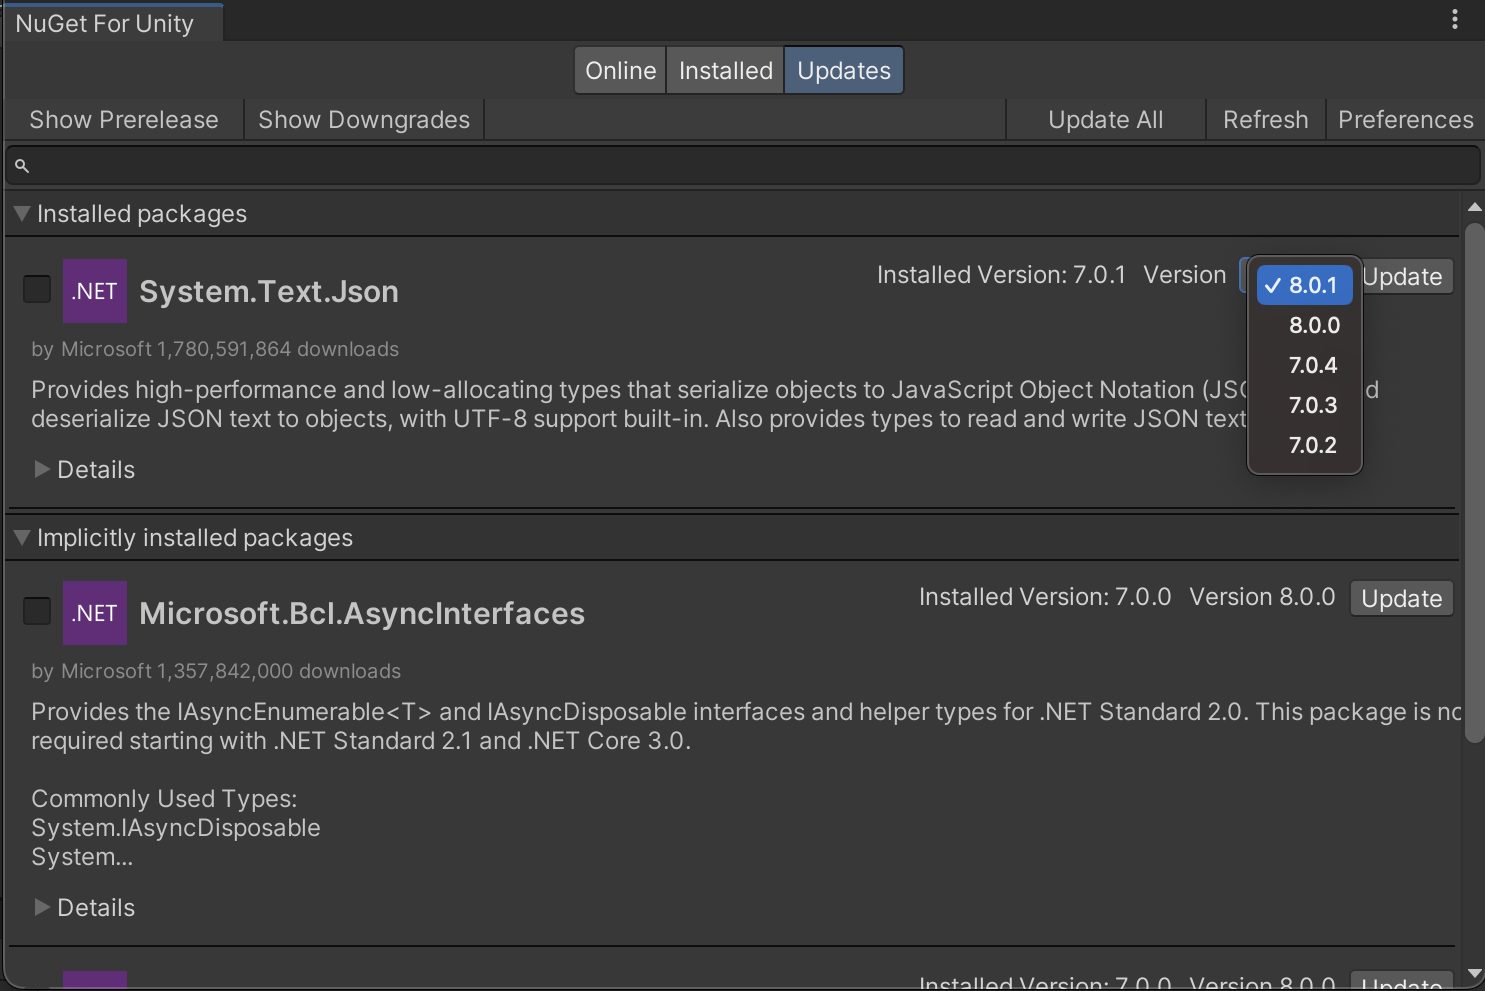 NuGet For Unity
Online Installed Updates
Show Prerelease Show Downgrades Update All Refresh Preferences
Installed packages
.NET System.Text.Json Installed Version: 7.0.1 Version Update
8.0.1
8.0.0
7.0.4
7.0.3
7.0.2
by Microsoft 1,780,591,864 downloads
Provides high-performance and low-allocating types that serialize objects to JavaScript Object Notation
deserialize JSON text to objects, with UTF-8 support built-in. Also provides types to read and write JSON text
Details
Implicitly installed packages
.NET Microsoft.Bcl.AsyncInterfaces Installed Version: 7.0.0 Version 8.0.0 Update
by Microsoft 1,357,842,000 downloads
Provides the IAsyncEnumerable<T> and IAsyncDisposable interfaces and helper types for .NET Standard 2.0. This package is
required starting with .NET Standard 2.1 and .NET Core 3.0.
Commonly Used Types:
System.IAsyncDisposable
System...
Details
Installed Version: 7.0.0 Version 8.0.0 Update